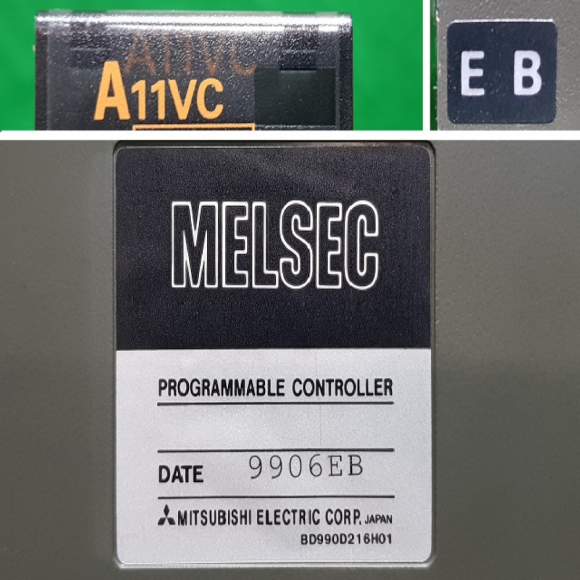 A11VC
E B
MELSEC
PROGRAMMABLE CONTROLLER
DATE 9906EB
MITSUBISHI ELECTRIC CORP. JAPAN
BD990D216H01